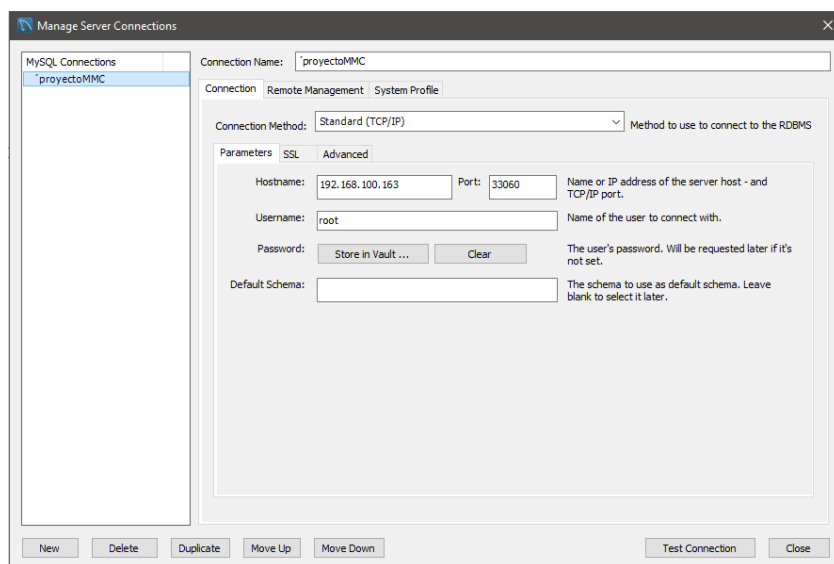 Manage Server Connections
MySQL Connections
´proyectoMMC
Connection Name: ´proyectoMMC
Connection Remote Management System Profile
Connection Method: Standard (TCP/IP) Method to use to connect to the RDBMS
Parameters SSL Advanced
Hostname: 192.168.100.163 Port: 33060 Name or IP address of the server host - and
TCP/IP port.
Username: root Name of the user to connect with.
Password: Store in Vault ... Clear The user's password. Will be requested later if it's
not set.
Default Schema: The schema to use as default schema. Leave
blank to select it later.
New Delete Duplicate Move Up Move Down Test Connection Close